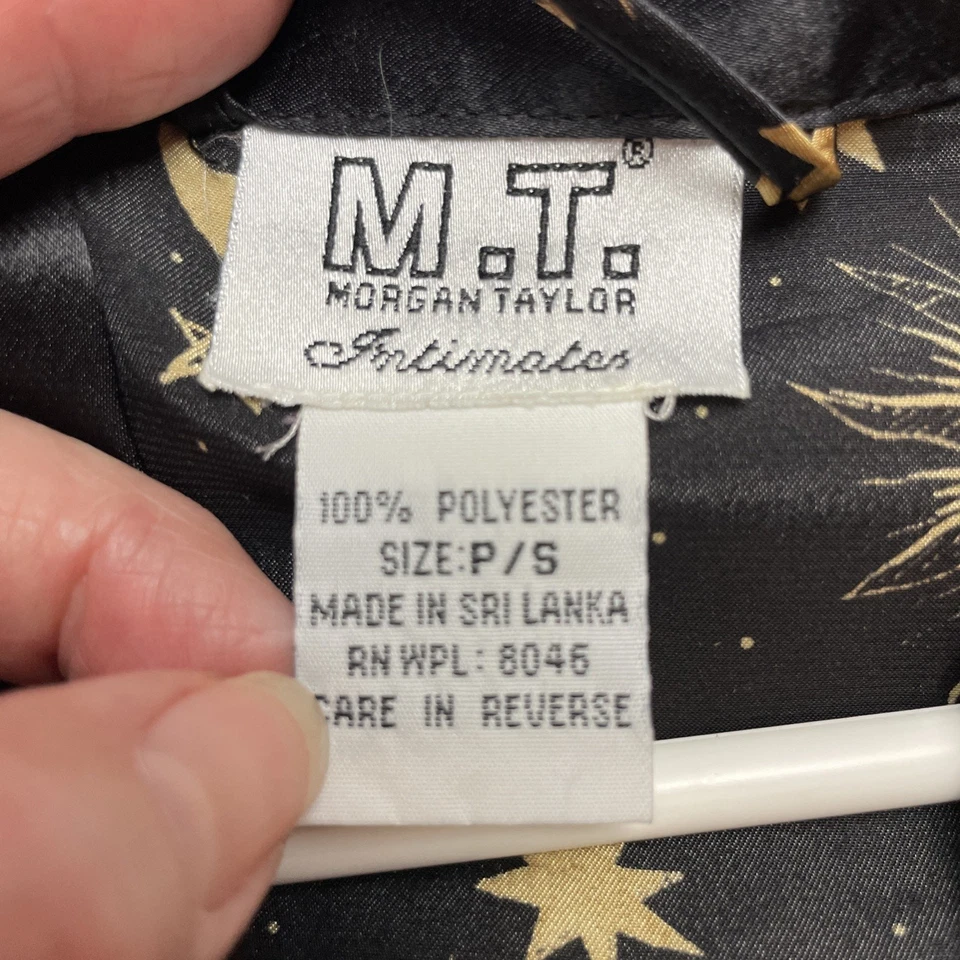 M.T.®
MORGAN TAYLOR
Intimates
100% POLYESTER
SIZE:P/S
MADE IN SRI LANKA
RN WPL: 8046
CARE IN REVERSE